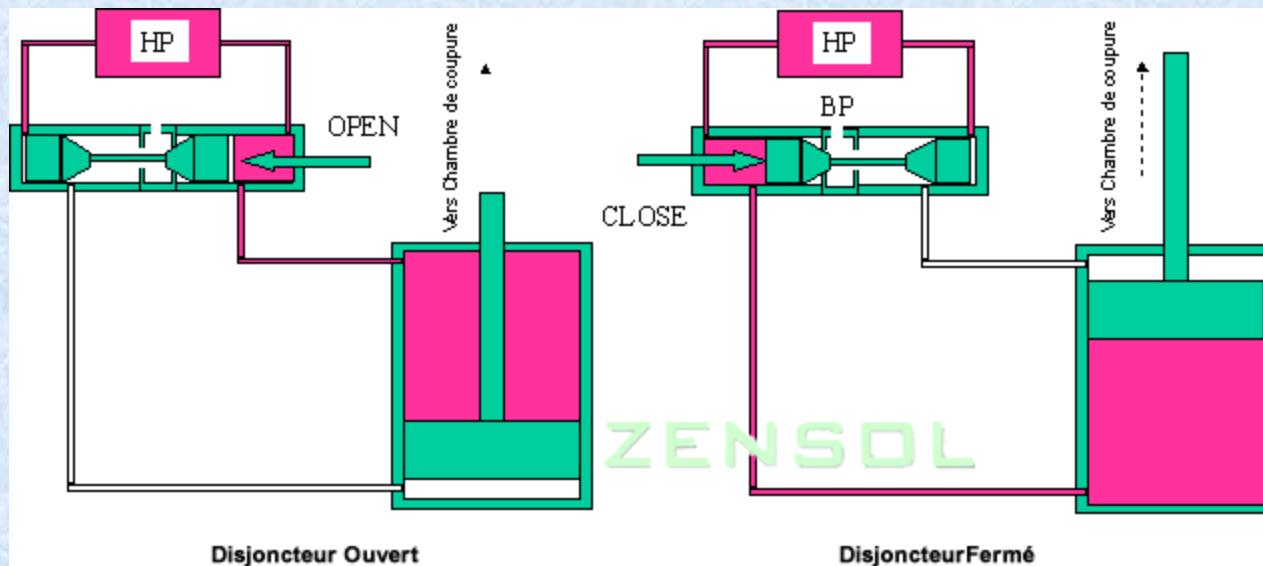 HP
OPEN
Vers Chambre de coupure
Disjoncteur Ouvert
HP
BP
CLOSE
Vers Chambre de coupure
ZENSOL
DisjoncteurFermé